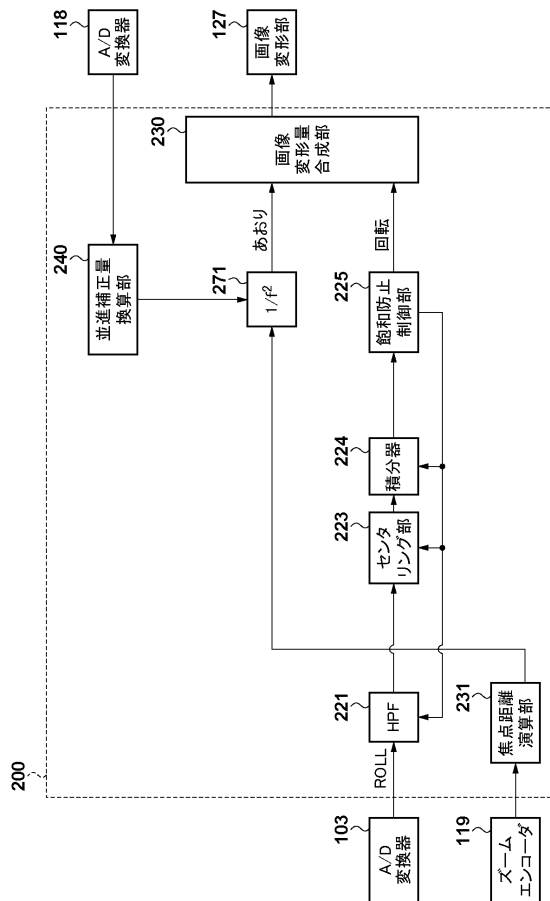 200
118
A/D
変換器
240
並進補正量
換算部
271
1/f²
あおり
230
画像
変形量
合成部
127
画像
変形部
103
A/D
変換器
ROLL
221
HPF
223
センタ
リング部
224
積分器
225
飽和防止
制御部
回転
119
ズーム
エンコーダ
231
焦点距離
演算部